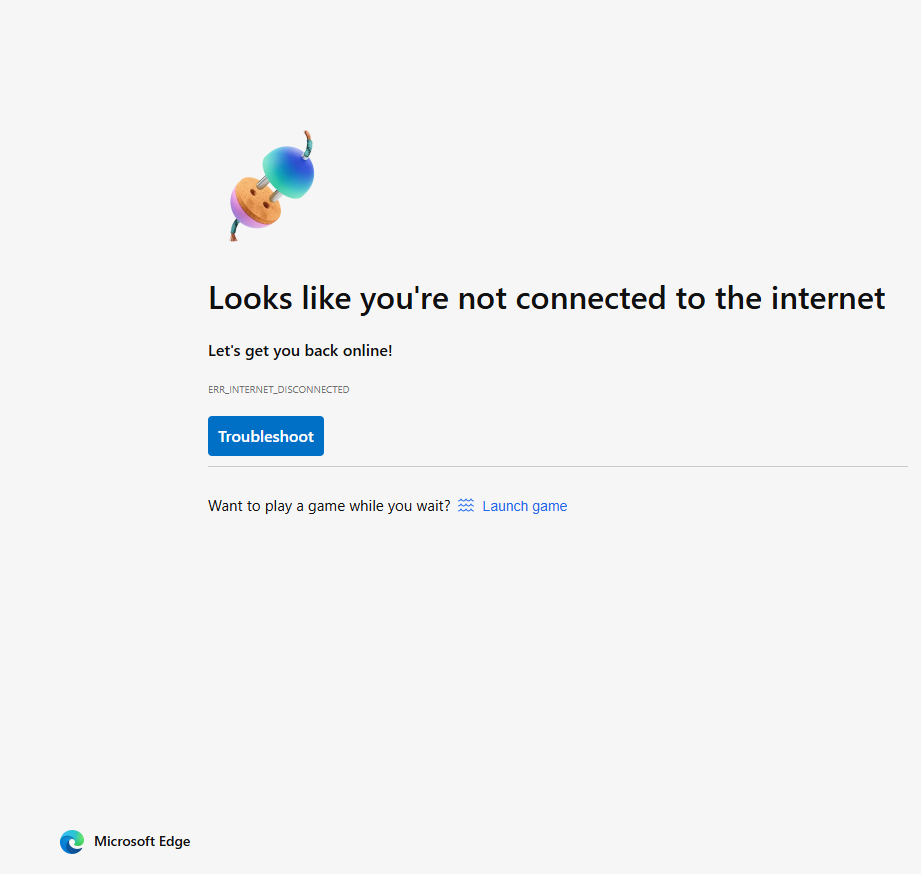 Looks like you're not connected to the internet
Let's get you back online!
ERR_INTERNET_DISCONNECTED
Troubleshoot
Want to play a game while you wait? Launch game
Microsoft Edge